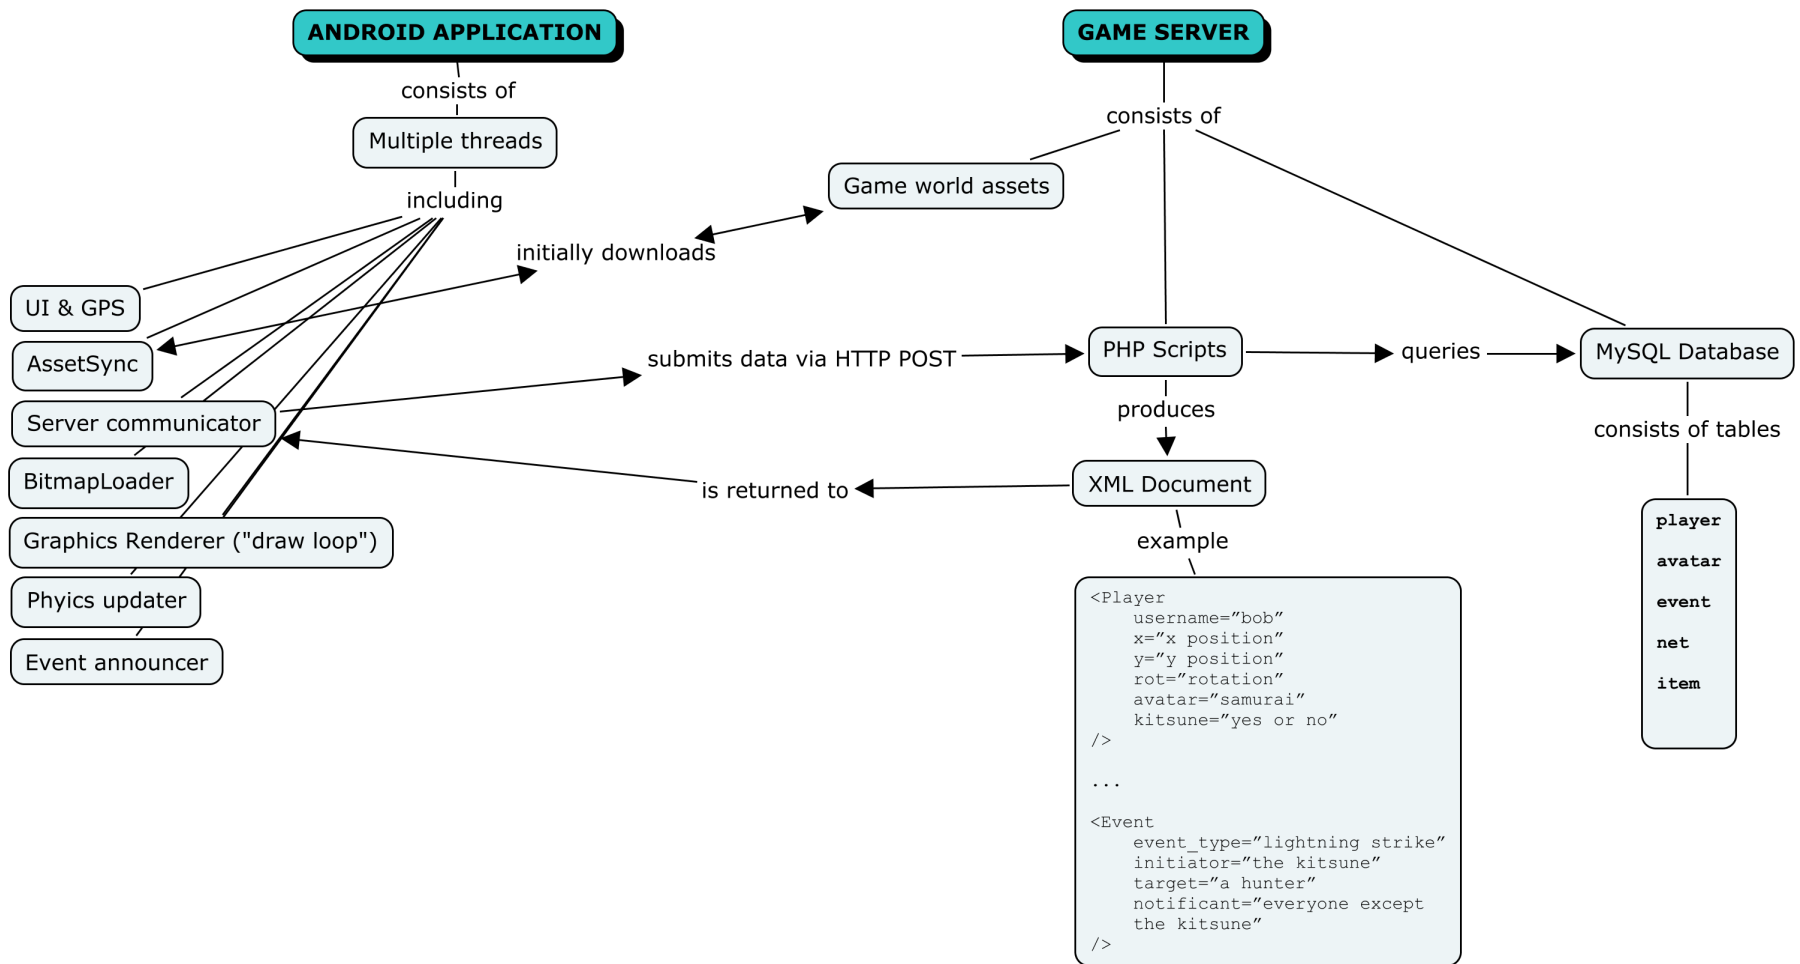 ANDROID APPLICATION
consists of
Multiple threads
including
UI & GPS
AssetSync
Server communicator
BitmapLoader
Graphics Renderer ("draw loop")
Phyics updater
Event announcer
initially downloads
submits data via HTTP POST
is returned to
GAME SERVER
consists of
Game world assets
PHP Scripts
queries
MySQL Database
produces
XML Document
example
<Player
username=”bob”
x=”x position”
y=”y position”
rot=”rotation”
avatar=”samurai”
kitsune=”yes or no”
/>
...
<Event
event_type=”lightning strike”
initiator=”the kitsune”
target=”a hunter”
notificant=”everyone except
the kitsune”
/>
consists of tables
player
avatar
event
net
item